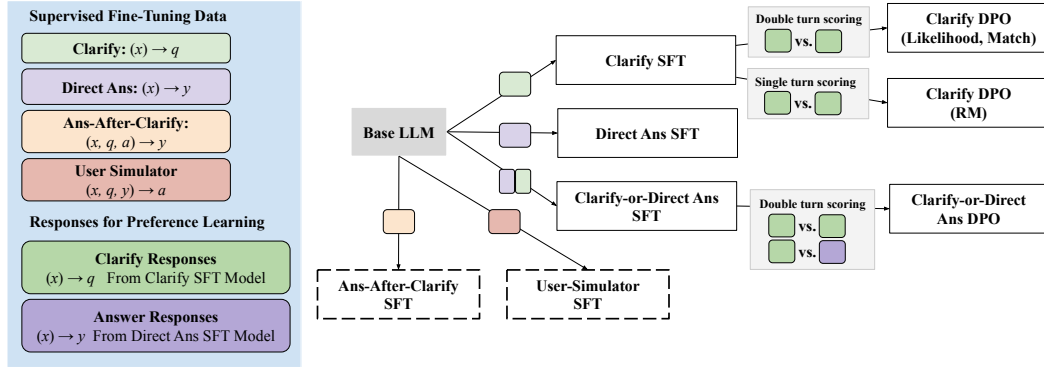 Supervised Fine-Tuning Data
Clarify: (x) → q
Direct Ans: (x) → y
Ans-After-Clarify:
(x, q, a) → y
User Simulator
(x, q, y) → a
Responses for Preference Learning
Clarify Responses
(x) → q From Clarify SFT Model
Answer Responses
(x) → y From Direct Ans SFT Model
Base LLM
Clarify SFT
Direct Ans SFT
Clarify-or-Direct Ans
SFT
Ans-After-Clarify
SFT
User-Simulator
SFT
Double turn scoring
vs.
Single turn scoring
vs.
Double turn scoring
vs.
vs.
Clarify DPO
(Likelihood, Match)
Clarify DPO
(RM)
Clarify-or-Direct
Ans DPO